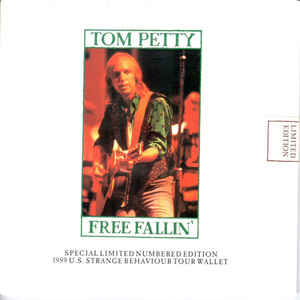 TOM PETTY
LIMITED
EDITION
FREE FALLIN'
SPECIAL LIMITED NUMBERED EDITION
1989 U.S. STRANGE BEHAVIOUR TOUR WALLET